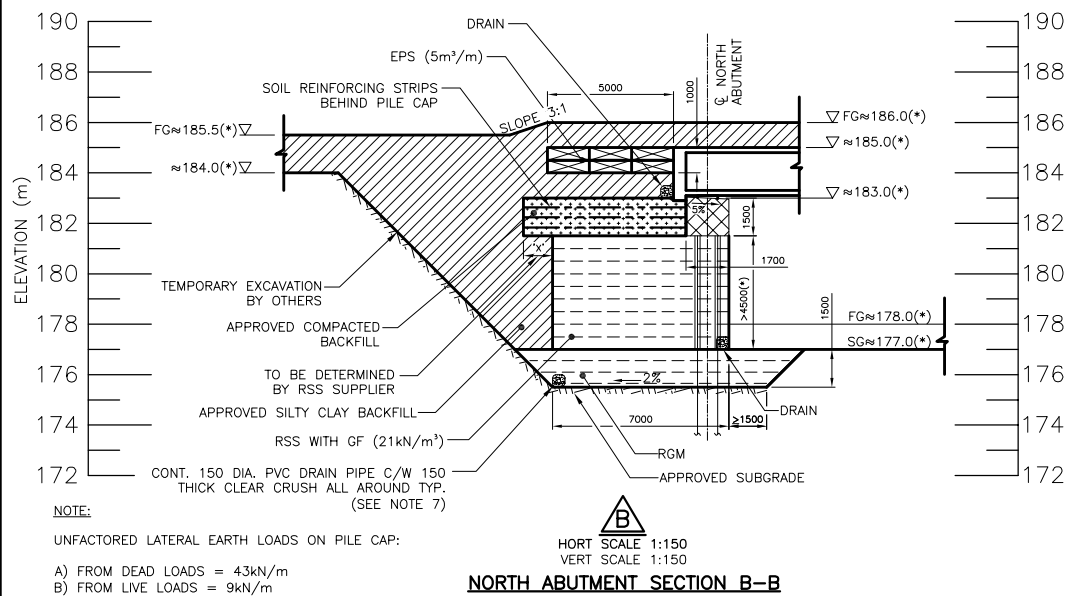 190
188
186
184
182
180
178
176
174
172
ELEVATION (m)
190
188
186
184
182
180
178
176
174
172
DRAIN
EPS (5m³/m)
SOIL REINFORCING STRIPS
BEHIND PILE CAP
5000
1000
℄ NORTH
ABUTMENT
SLOPE 3:1
FG≈185.5(*)
≈184.0(*)
FG≈186.0(*)
≈185.0(*)
≈183.0(*)
5%
1500
'X'
1700
>4500(*)
1500
TEMPORARY EXCAVATION
BY OTHERS
APPROVED COMPACTED
BACKFILL
FG≈178.0(*)
SG≈177.0(*)
TO BE DETERMINED
BY RSS SUPPLIER
2%
APPROVED SILTY CLAY BACKFILL
DRAIN
7000
≥1500
RSS WITH GF (21kN/m³)
RGM
CONT. 150 DIA. PVC DRAIN PIPE C/W 150
THICK CLEAR CRUSH ALL AROUND TYP.
(SEE NOTE 7)
APPROVED SUBGRADE
NOTE:
UNFACTORED LATERAL EARTH LOADS ON PILE CAP:
A) FROM DEAD LOADS = 43kN/m
B) FROM LIVE LOADS = 9kN/m
B
HORT SCALE 1:150
VERT SCALE 1:150
NORTH ABUTMENT SECTION B-B